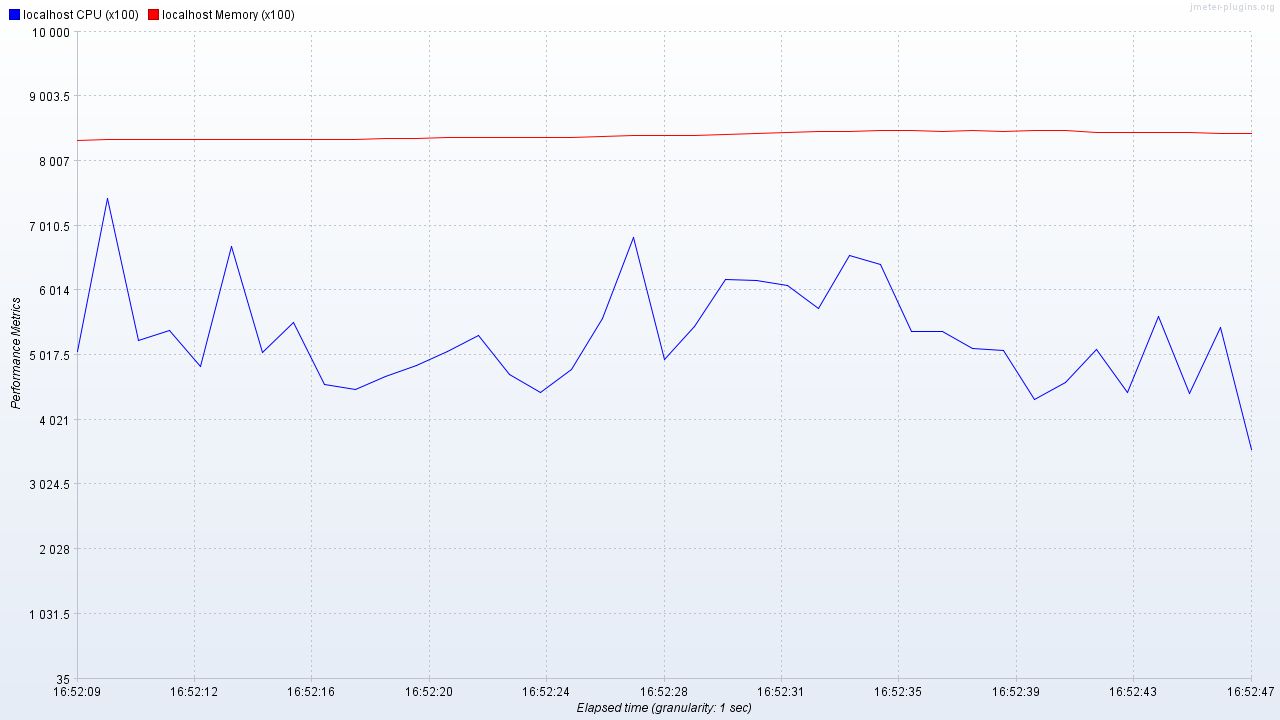 localhost CPU (x100) localhost Memory (x100)
jmeter-plugins.org
10 000
9 003.5
8 007
7 010.5
6 014
5 017.5
4 021
3 024.5
2 028
1 031.5
35
Performance Metrics
16:52:09 16:52:12 16:52:16 16:52:20 16:52:24 16:52:28 16:52:31 16:52:35 16:52:39 16:52:43 16:52:47
Elapsed time (granularity: 1 sec)